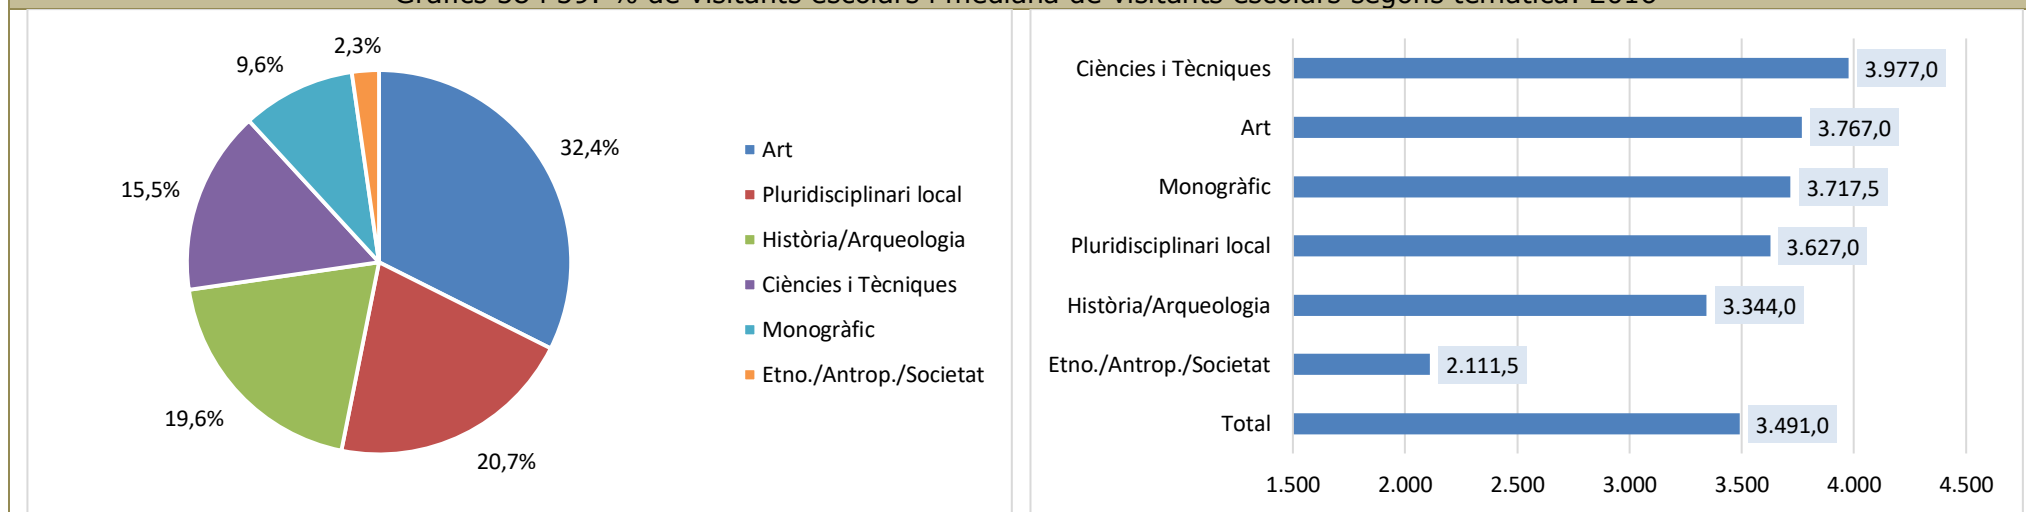 2,3%
9,6%
32,4%
15,5%
19,6%
20,7%
Art
Pluridisciplinari local
Història/Arqueologia
Ciències i Tècniques
Monogràfic
Etno./Antrop./Societat
Ciències i Tècniques 3.977,0
Art 3.767,0
Monogràfic 3.717,5
Pluridisciplinari local 3.627,0
Història/Arqueologia 3.344,0
Etno./Antrop./Societat 2.111,5
Total 3.491,0
1.500 2.000 2.500 3.000 3.500 4.000 4.500